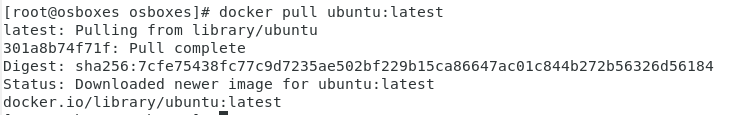 [root@osboxes osboxes]# docker pull ubuntu:latest
latest: Pulling from library/ubuntu
301a8b74f71f: Pull complete
Digest: sha256:7cfe75438fc77c9d7235ae502bf229b15ca86647ac01c844b272b56326d56184
Status: Downloaded newer image for ubuntu:latest
docker.io/library/ubuntu:latest